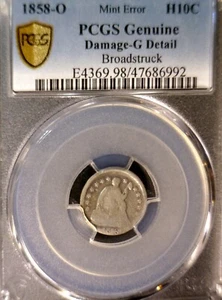 1858-O Mint Error H10C
PCGS Genuine
Damage-G Detail
Broadstruck
E4369.98/47686992
PCGS